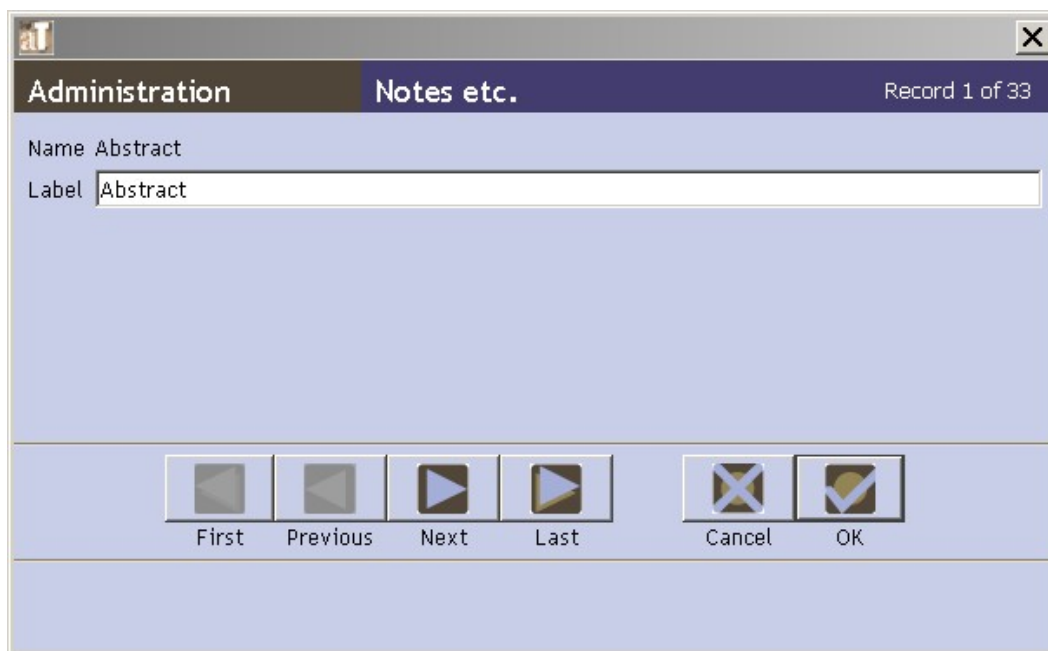 aT
Administration Notes etc. Record 1 of 33
Name Abstract
Label Abstract
First Previous Next Last Cancel OK